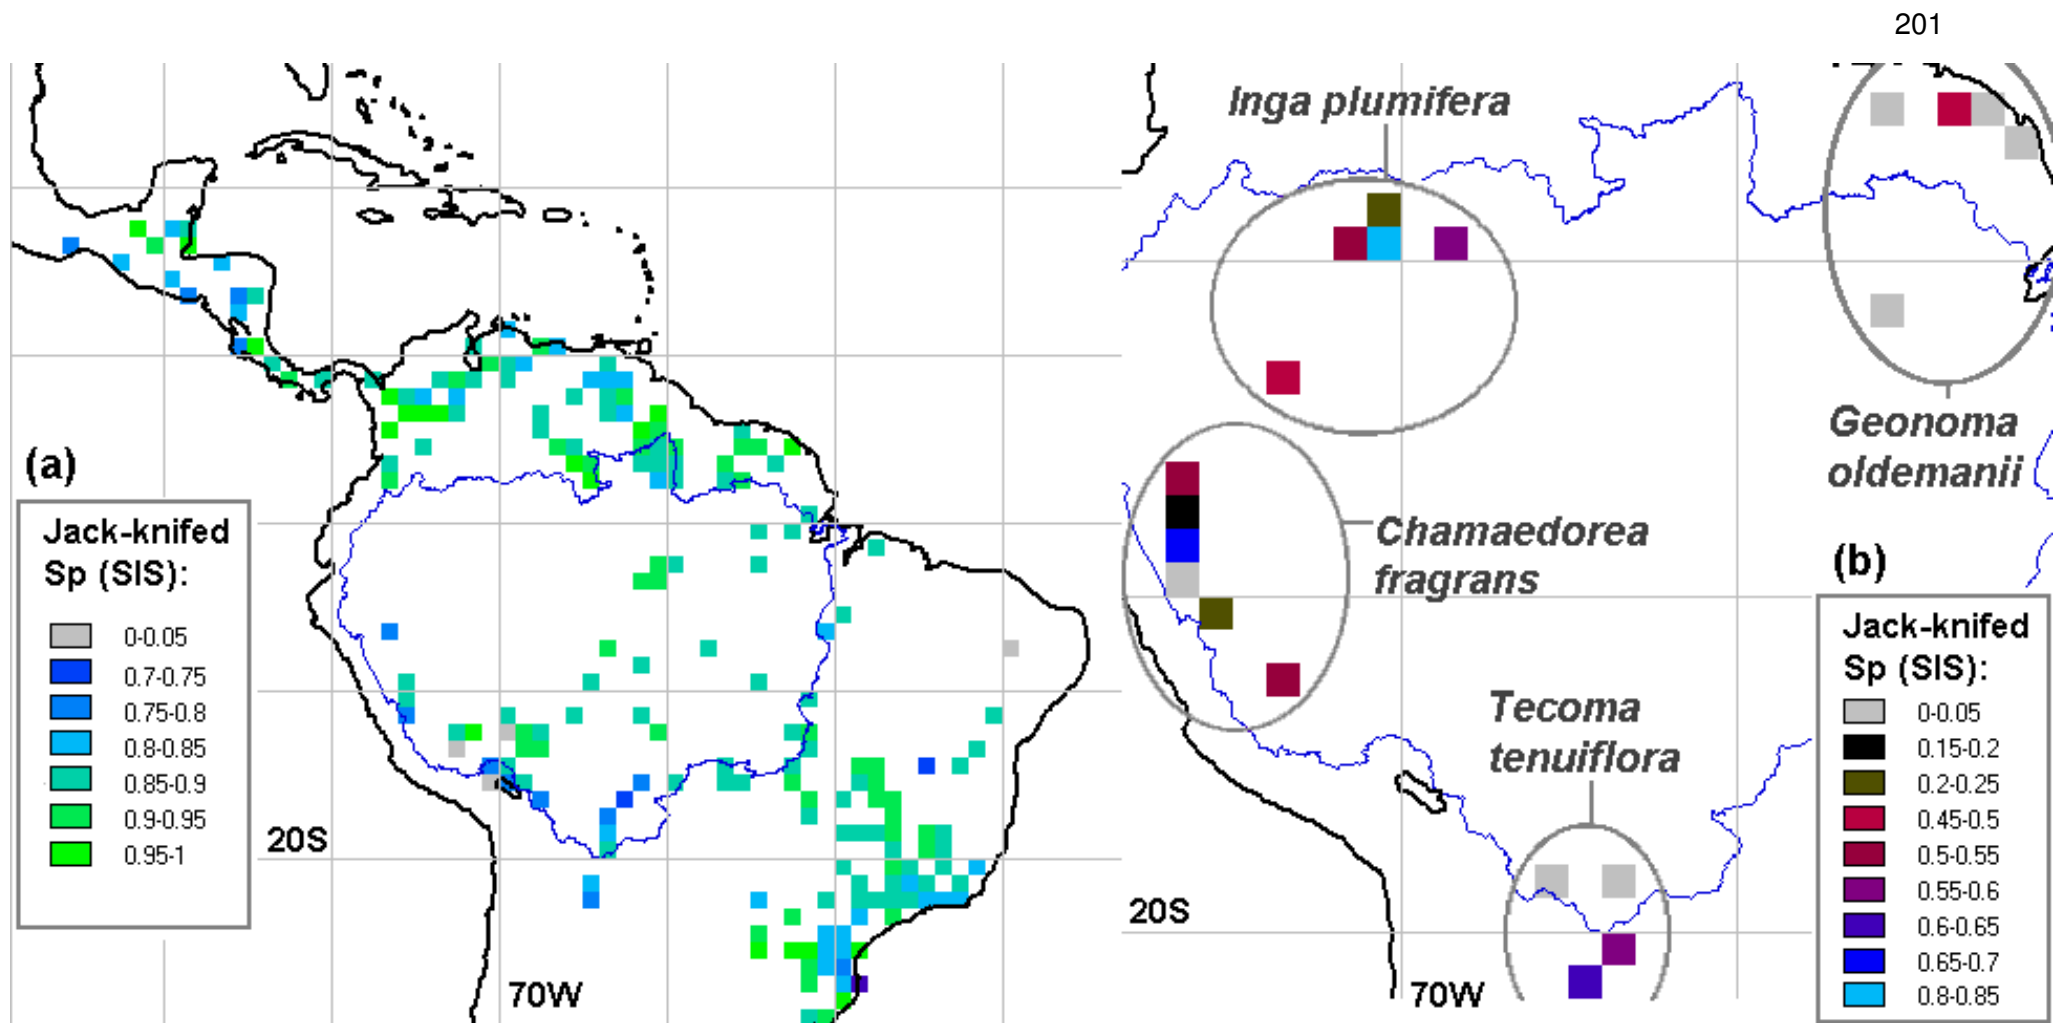 201
(a)
Jack-knifed
Sp (SIS):
0-0.05
0.7-0.75
0.75-0.8
0.8-0.85
0.85-0.9
0.9-0.95
0.95-1
20S
70W
Inga plumifera
Geonoma
oldemanii
Chamaedorea
fragrans
Tecoma
tenuiflora
20S
70W
(b)
Jack-knifed
Sp (SIS):
0-0.05
0.15-0.2
0.2-0.25
0.45-0.5
0.5-0.55
0.55-0.6
0.6-0.65
0.65-0.7
0.8-0.85